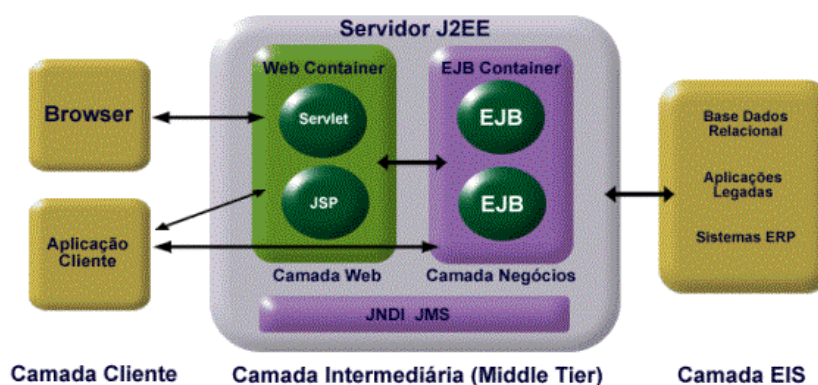 Servidor J2EE
Web Container
EJB Container
Browser
Servlet
EJB
Base Dados
Relacional
Aplicações
Legadas
JSP
EJB
Aplicação
Cliente
Sistemas ERP
Camada Web
Camada Negócios
JNDI JMS
Camada Cliente
Camada Intermediária (Middle Tier)
Camada EIS